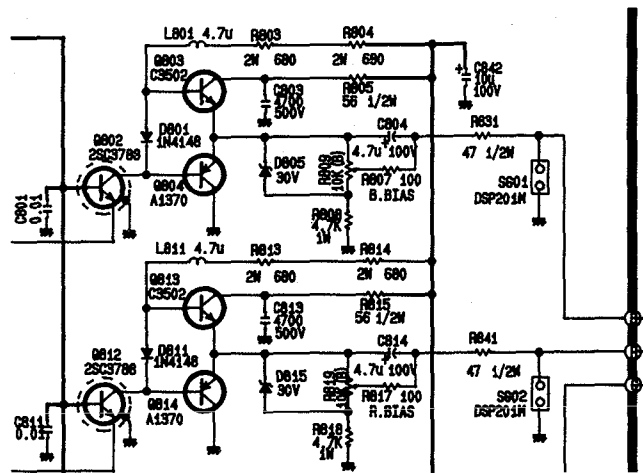 L801 4.7u
R803
R804
2W 680
2W 680
Q803
C3502
C842
10u
100V
C803
4700
500V
R805
56 1/2W
D801
1N4148
Q802
2SC3788
C804
4.7u 100V
R831
47 1/2W
D805
30V
R809
10K(B)
R807 100
B.BIAS
Q804
A1370
C801
0.01
R808
4.7K
1W
SG01
DSP201M
L811 4.7u
R813
R814
2W 680
2W 680
Q813
C3502
C813
4700
500V
R815
56 1/2W
D811
1N4148
Q812
2SC3788
C814
4.7u 100V
R841
47 1/2W
D815
30V
R819
10K(B)
R817 100
R.BIAS
Q814
A1370
C811
0.01
R818
4.7K
1W
SG02
DSP201M